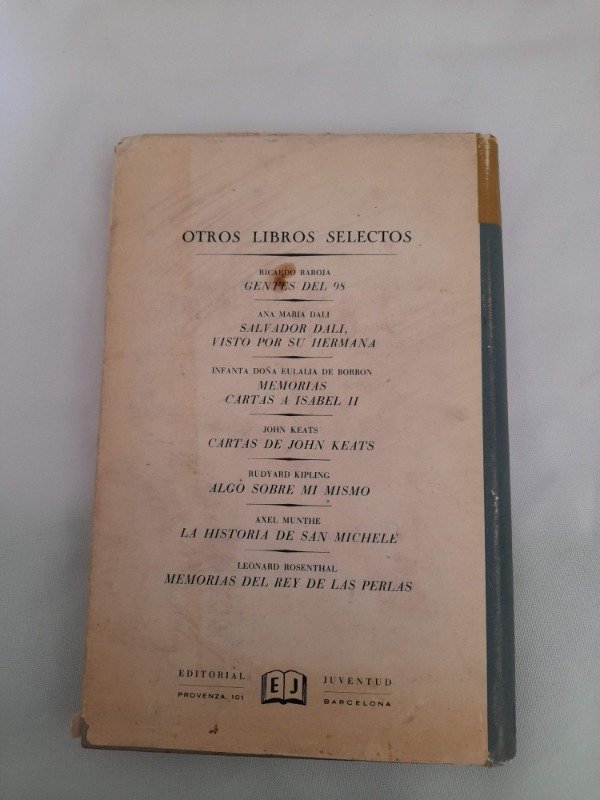 OTROS LIBROS SELECTOS
RICARDO BAROJA
GENTES DEL 98
ANA MARIA DALI
SALVADOR DALI,
VISTO POR SU HERMANA
INFANTA DOÑA EULALIA DE BORBON
MEMORIAS
CARTAS A ISABEL II
JOHN KEATS
CARTAS DE JOHN KEATS
RUDYARD KIPLING
ALGO SOBRE MI MISMO
AXEL MUNTHE
LA HISTORIA DE SAN MICHELE
LEONARD ROSENTHAL
MEMORIAS DEL REY DE LAS PERLAS
EDITORIAL EJ JUVENTUD
PROVENZA, 101 BARCELONA